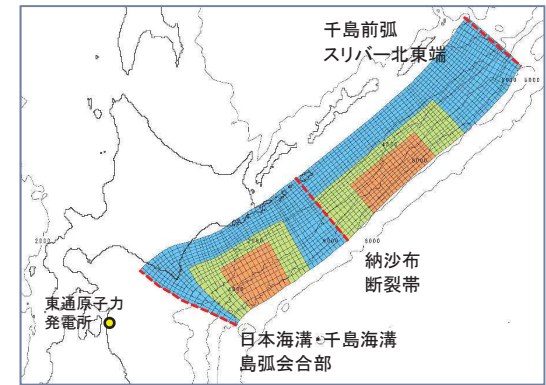 千島前弧
スリバー北東端
納沙布
断裂帯
東通原子力
発電所
日本海溝・千島海溝
島弧会合部